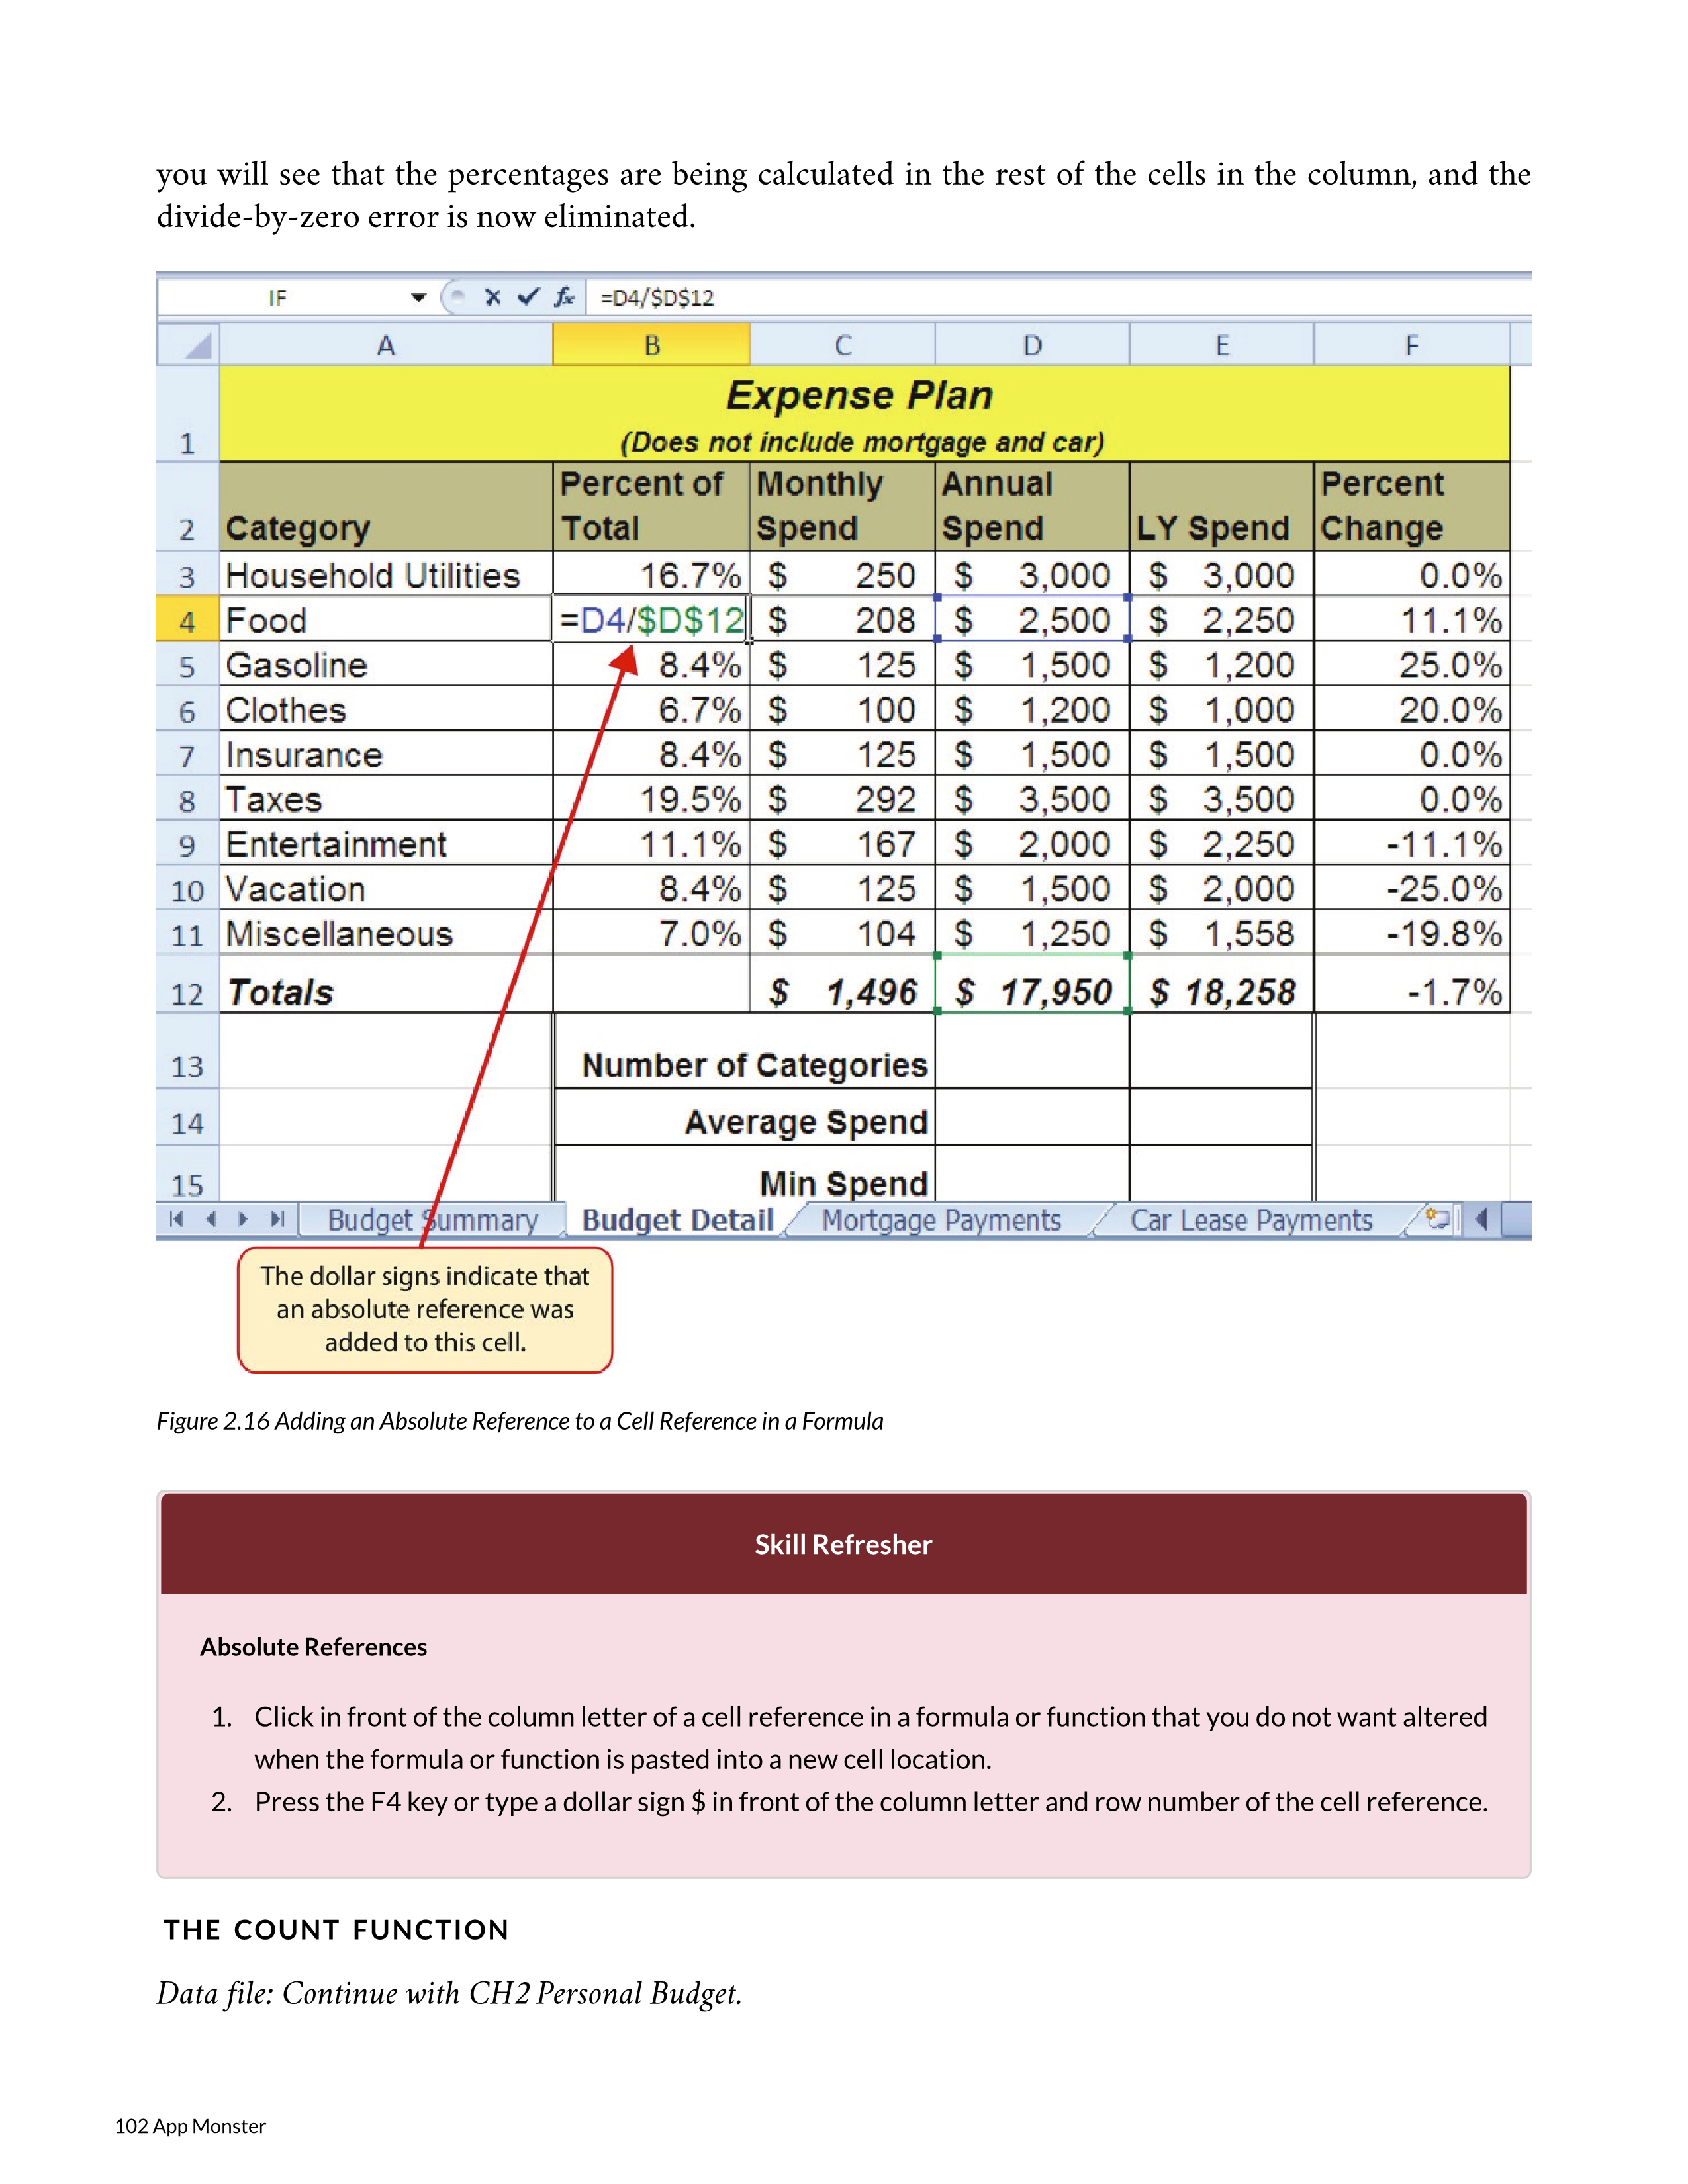 you will see that the percentages are being calculated in the rest of the cells in the column, and the
divide-by-zero error is now eliminated.
IF fx =D4/$D$12
A B C D E F
1 Expense Plan
(Does not include mortgage and car)
2 Category Percent of Total Monthly Spend Annual Spend LY Spend Percent Change
3 Household Utilities 16.7% $ 250 $ 3,000 $ 3,000 0.0%
4 Food =D4/$D$12 $ 208 $ 2,500 $ 2,250 11.1%
5 Gasoline 8.4% $ 125 $ 1,500 $ 1,200 25.0%
6 Clothes 6.7% $ 100 $ 1,200 $ 1,000 20.0%
7 Insurance 8.4% $ 125 $ 1,500 $ 1,500 0.0%
8 Taxes 19.5% $ 292 $ 3,500 $ 3,500 0.0%
9 Entertainment 11.1% $ 167 $ 2,000 $ 2,250 -11.1%
10 Vacation 8.4% $ 125 $ 1,500 $ 2,000 -25.0%
11 Miscellaneous 7.0% $ 104 $ 1,250 $ 1,558 -19.8%
12 Totals $ 1,496 $ 17,950 $ 18,258 -1.7%
13 Number of Categories
14 Average Spend
15 Min Spend
Budget Summary Budget Detail Mortgage Payments Car Lease Payments
The dollar signs indicate that
an absolute reference was
added to this cell.
Figure 2.16 Adding an Absolute Reference to a Cell Reference in a Formula
Skill Refresher
Absolute References
1. Click in front of the column letter of a cell reference in a formula or function that you do not want altered
when the formula or function is pasted into a new cell location.
2. Press the F4 key or type a dollar sign $ in front of the column letter and row number of the cell reference.
THE COUNT FUNCTION
Data file: Continue with CH2 Personal Budget.
102 App Monster